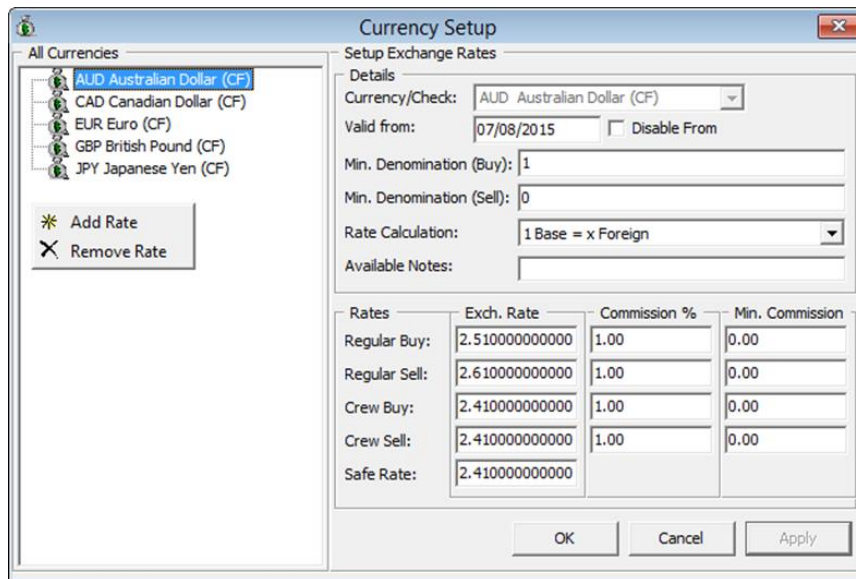 Currency Setup
All Currencies
AUD Australian Dollar (CF)
CAD Canadian Dollar (CF)
EUR Euro (CF)
GBP British Pound (CF)
JPY Japanese Yen (CF)
Add Rate
Remove Rate
Setup Exchange Rates
Details
Currency/Check: AUD Australian Dollar (CF)
Valid from: 07/08/2015 Disable From
Min. Denomination (Buy): 1
Min. Denomination (Sell): 0
Rate Calculation: 1 Base = x Foreign
Available Notes:
Rates Exch. Rate Commission % Min. Commission
Regular Buy: 2.510000000000 1.00 0.00
Regular Sell: 2.610000000000 1.00 0.00
Crew Buy: 2.410000000000 1.00 0.00
Crew Sell: 2.410000000000 1.00 0.00
Safe Rate: 2.410000000000
OK Cancel Apply